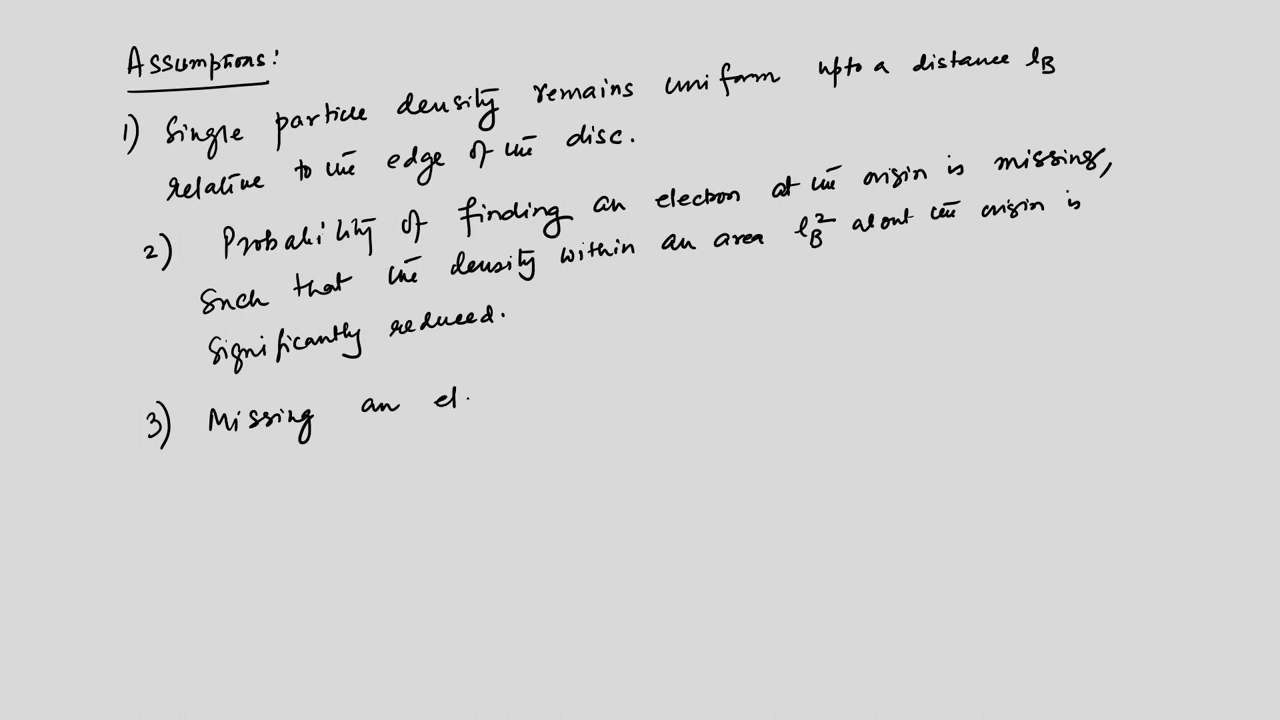 Assumptions:
1) Single particle density remains uniform upto a distance l_B
relative to the edge of the disc.
2) Probability of finding an electron at the origin is missing,
Such that the density within an area l_B^2 about the origin is
Significantly reduced.
3) Missing an el.